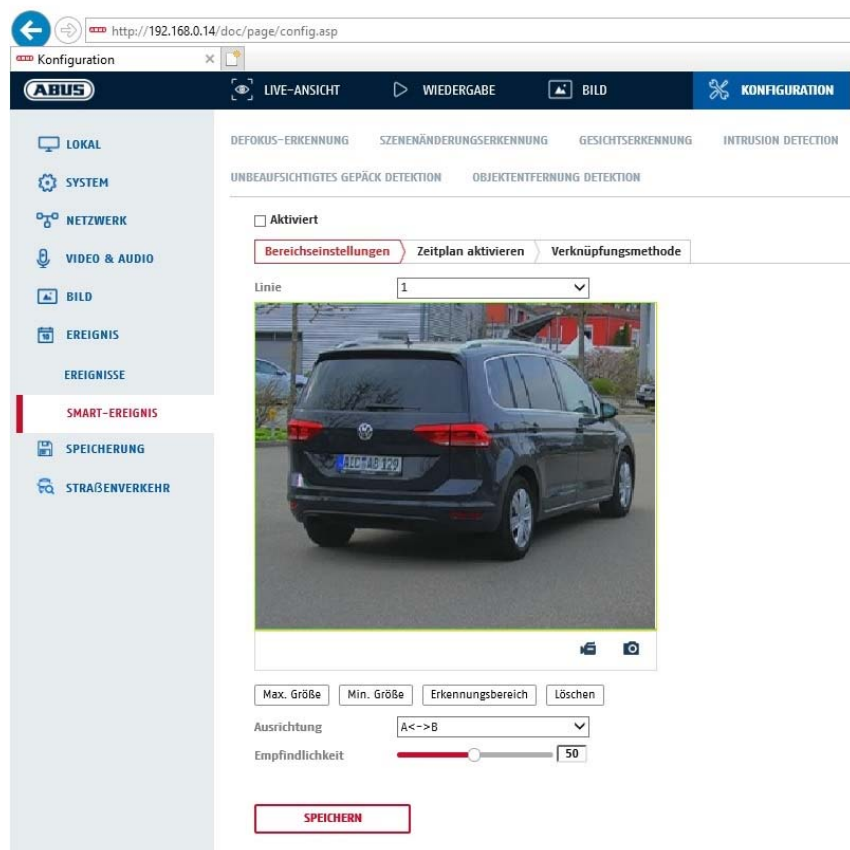 http://192.168.0.14/doc/page/config.asp
Konfiguration
ABUS
LIVE-ANSICHT
WIEDERGABE
BILD
KONFIGURATION
LOKAL
SYSTEM
NETZWERK
VIDEO & AUDIO
BILD
EREIGNIS
EREIGNISSE
SMART-EREIGNIS
SPEICHERUNG
STRAßENVERKEHR
DEFOKUS-ERKENNUNG
SZENENÄNDERUNGSERKENNUNG
GESICHTSERKENNUNG
INTRUSION DETECTION
UNBEAUFSICHTIGTES GEPÄCK DETEKTION
OBJEKTENTFERNUNG DETEKTION
Aktiviert
Bereichseinstellungen
Zeitplan aktivieren
Verknüpfungsmethode
Linie
1
AIC AB 129
Max. Größe
Min. Größe
Erkennungsbereich
Löschen
Ausrichtung
A<->B
Empfindlichkeit
50
SPEICHERN